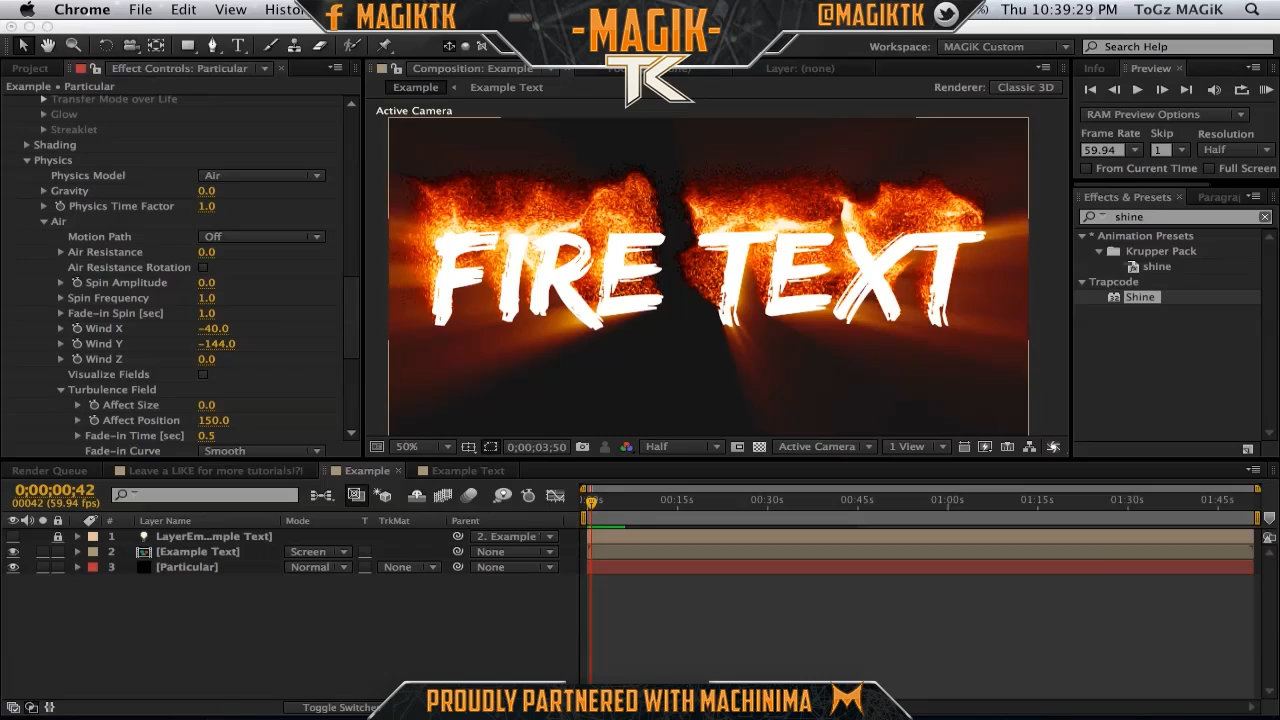 Chrome File Edit View Histo
MAGIKTK
-MAGIK-
TK
@MAGIKTK
Thu 10:39:29 PM ToGz MAGiK
Workspace: MAGIK Custom
Search Help
Project
Effect Controls: Particular
Composition: Example
Layer: (none)
Info
Preview
Example • Particular
Example
Example Text
Renderer: Classic 3D
Transfer Mode over Life
Glow
Streaklet
Shading
Physics
Physics Model Air
Gravity 0.0
Physics Time Factor 1.0
Air
Motion Path Off
Air Resistance 0.0
Air Resistance Rotation
Spin Amplitude 0.0
Spin Frequency 1.0
Fade-in Spin [sec] 1.0
Wind X -40.0
Wind Y -144.0
Wind Z 0.0
Visualize Fields
Turbulence Field
Affect Size 0.0
Affect Position 150.0
Fade-in Time [sec] 0.5
Fade-in Curve Smooth
Active Camera
FIRE TEXT
50%
0;00;03;50
Half
Active Camera
1 View
RAM Preview Options
Frame Rate Skip Resolution
59.94 1 Half
From Current Time Full Screen
Effects & Presets
Paragra
shine
* Animation Presets
Krupper Pack
shine
Trapcode
Shine
Render Queue
Leave a LIKE for more tutorials!?!
Example
Example Text
0;00;00;42
00042 (59.94 fps)
:00s 00:15s 00:30s 00:45s 01:00s 01:15s 01:30s 01:45s
# Layer Name Mode T TrkMat Parent
1 LayerEm...mple Text] 2. Example
2 [Example Text] Screen None
3 [Particular] Normal None None
Toggle Switche
PROUDLY PARTNERED WITH MACHINIMA